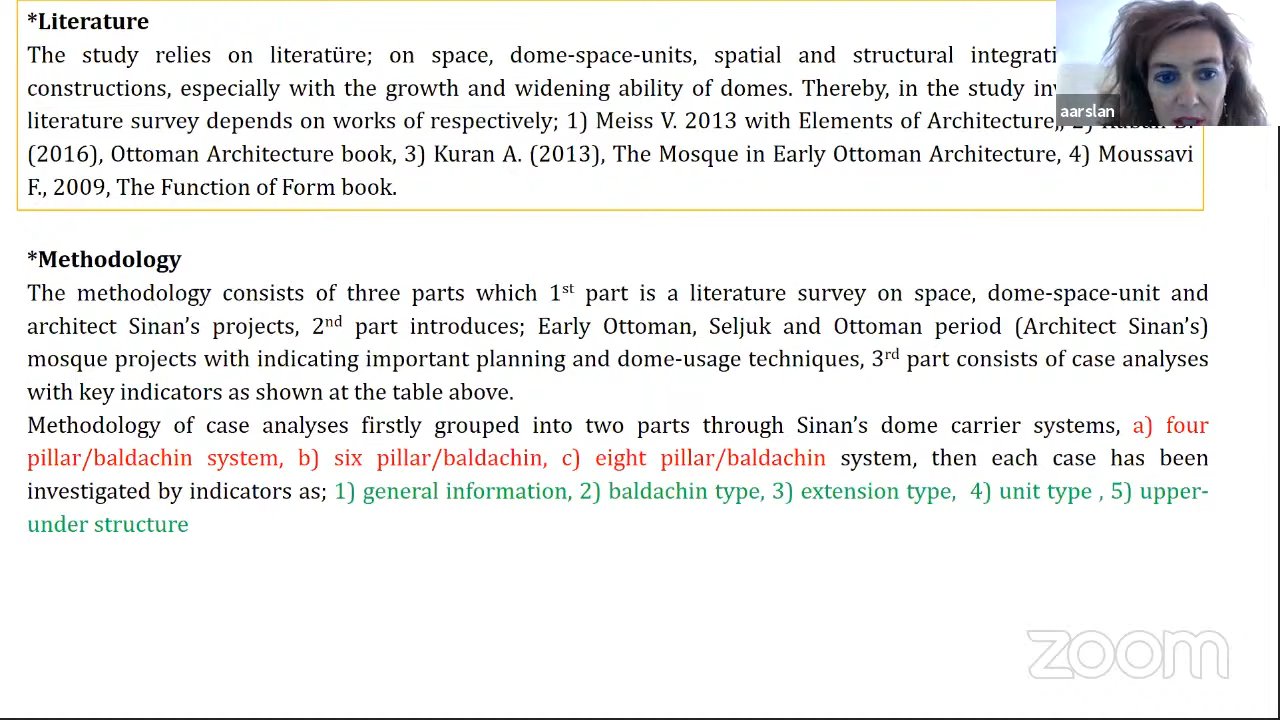 *Literature
The study relies on literatüre; on space, dome-space-units, spatial and structural
constructions, especially with the growth and widening ability of domes. Thereby, in the study
literature survey depends on works of respectively; 1) Meiss V. 2013 with Elements of Architecture,
(2016), Ottoman Architecture book, 3) Kuran A. (2013), The Mosque in Early Ottoman Architecture, 4) Moussavi
F., 2009, The Function of Form book.
aarslan
*Methodology
The methodology consists of three parts which 1st part is a literature survey on space, dome-space-unit and
architect Sinan's projects, 2nd part introduces; Early Ottoman, Seljuk and Ottoman period (Architect Sinan's)
mosque projects with indicating important planning and dome-usage techniques, 3rd part consists of case analyses
with key indicators as shown at the table above.
Methodology of case analyses firstly grouped into two parts through Sinan's dome carrier systems, a) four
pillar/baldachin system, b) six pillar/baldachin, c) eight pillar/baldachin system, then each case has been
investigated by indicators as; 1) general information, 2) baldachin type, 3) extension type, 4) unit type , 5) upper-
under structure
zoom